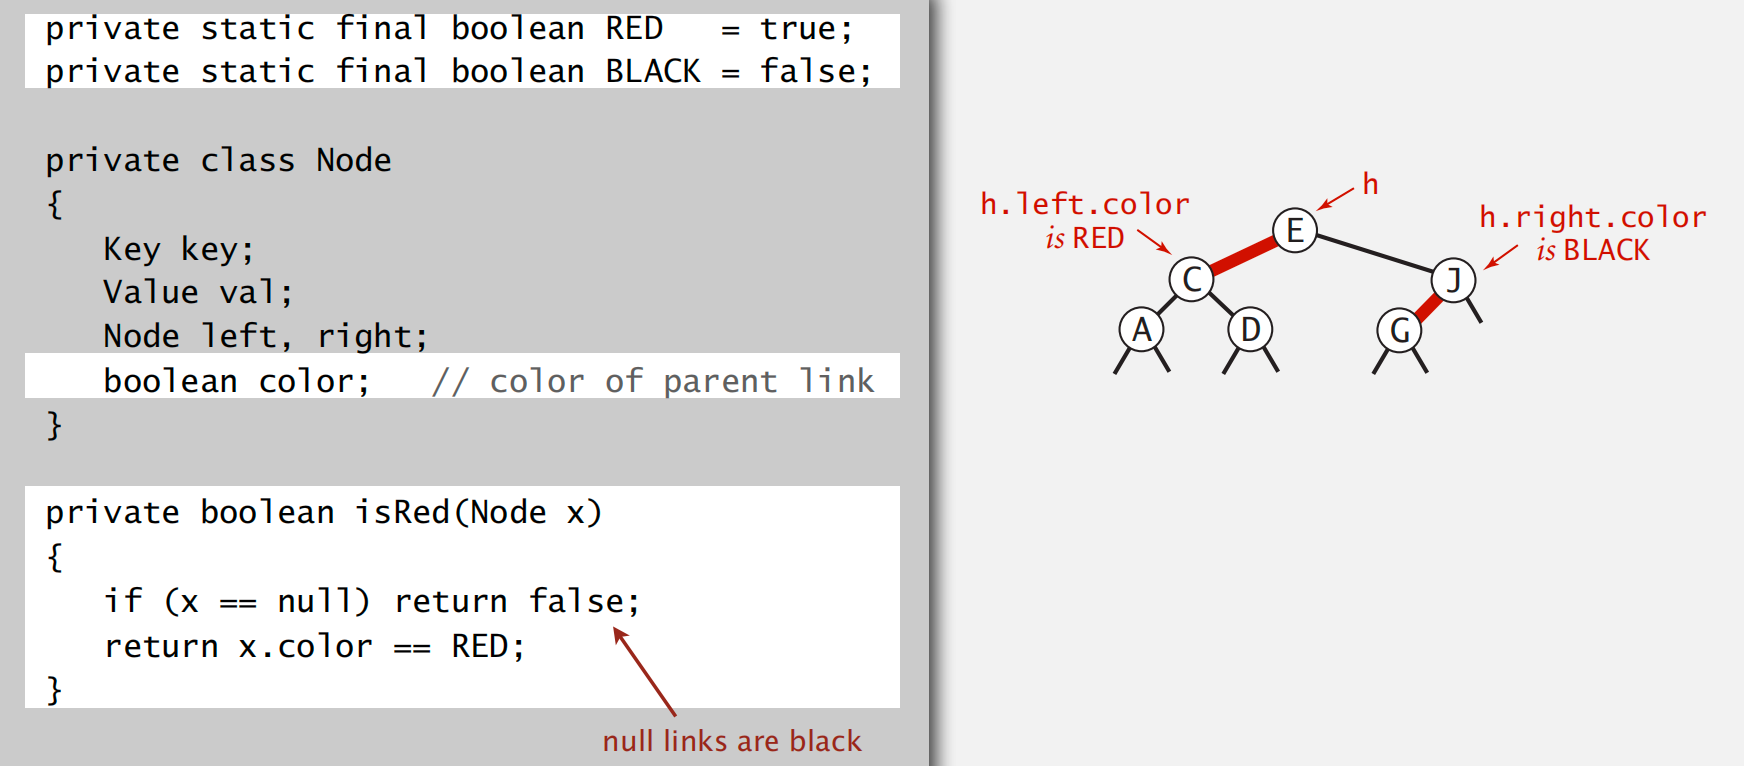 private static final boolean RED   = true;
private static final boolean BLACK = false;
private class Node
{
   Key key;
   Value val;
   Node left, right;
   boolean color;   // color of parent link
}
private boolean isRed(Node x)
{
   if (x == null) return false;
   return x.color == RED;
}
null links are black
h
h.left.color
is RED
h.right.color
is BLACK
E
C
J
A
D
G